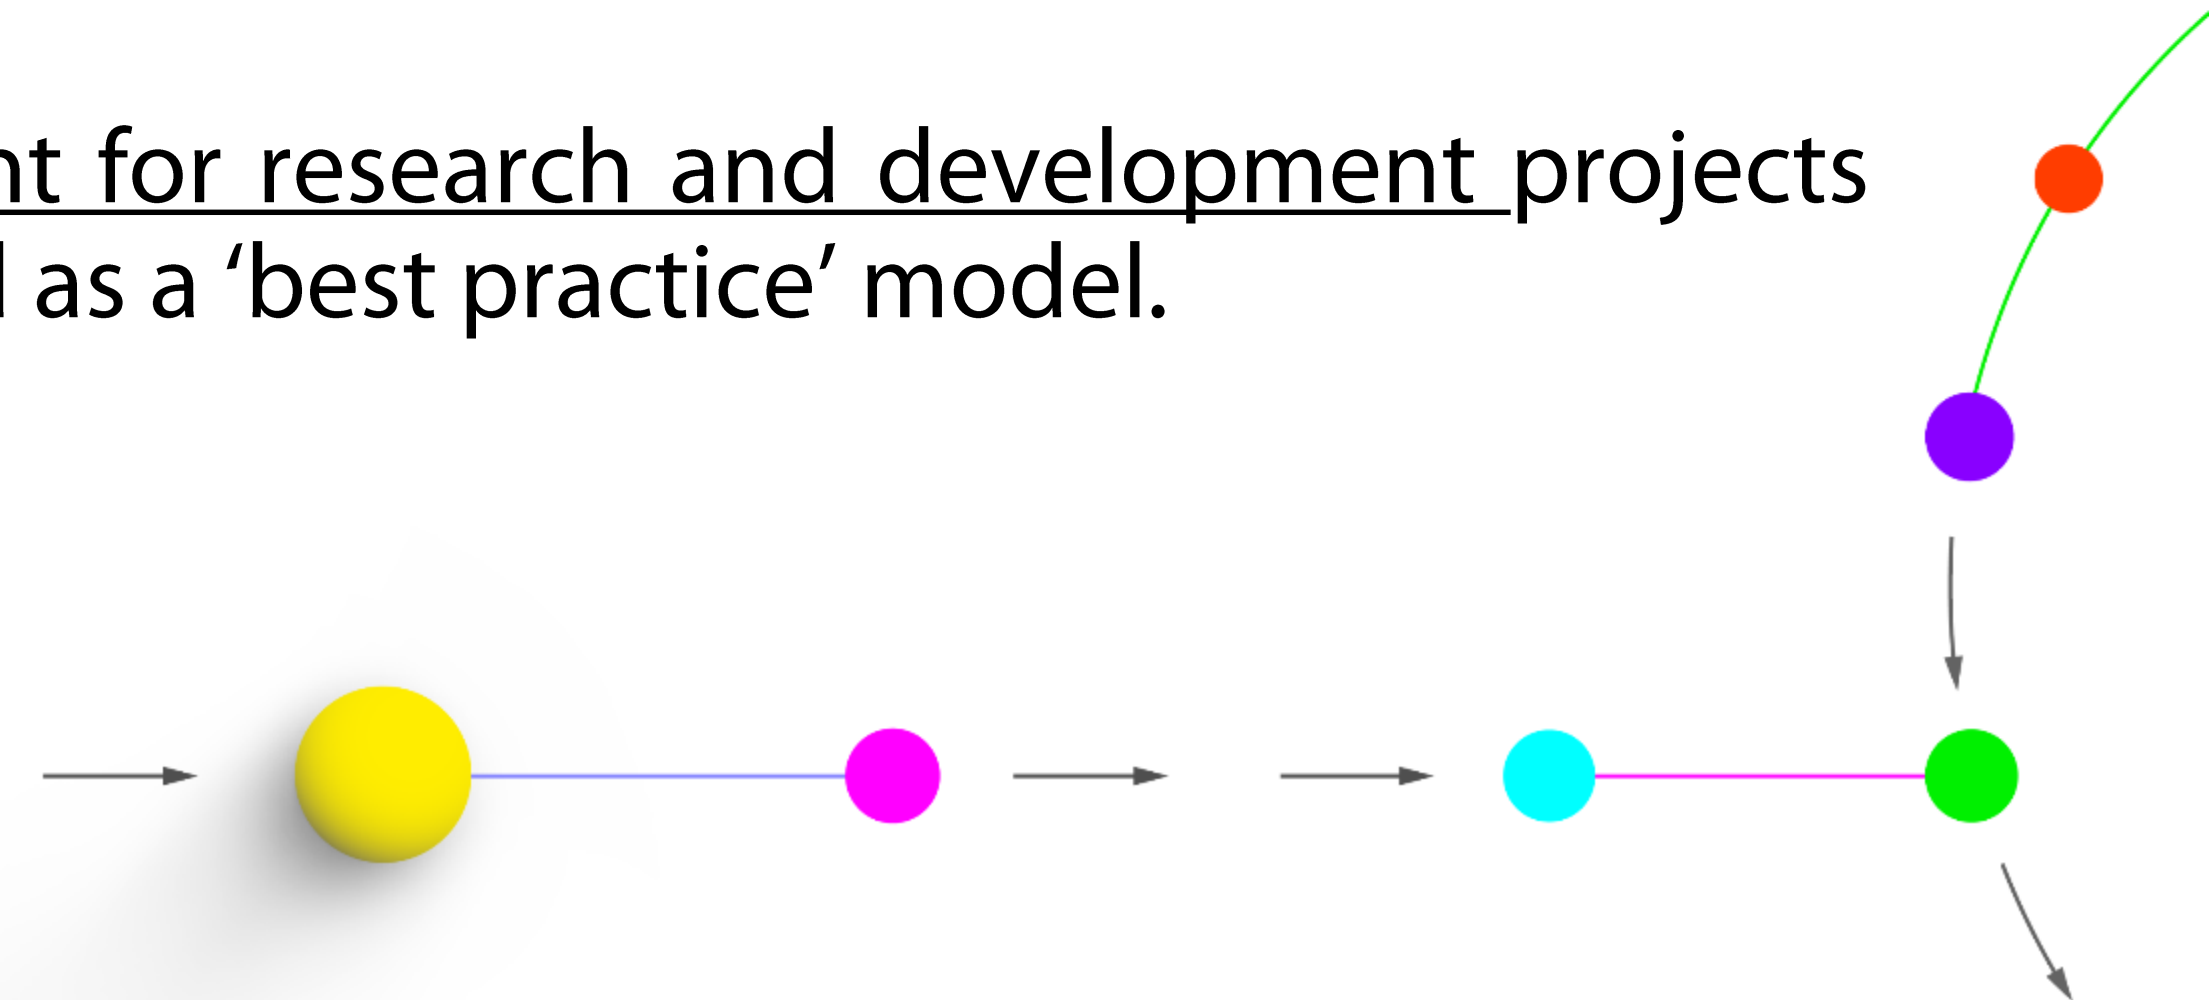 for research and development projects
as a ‘best practice’ model.